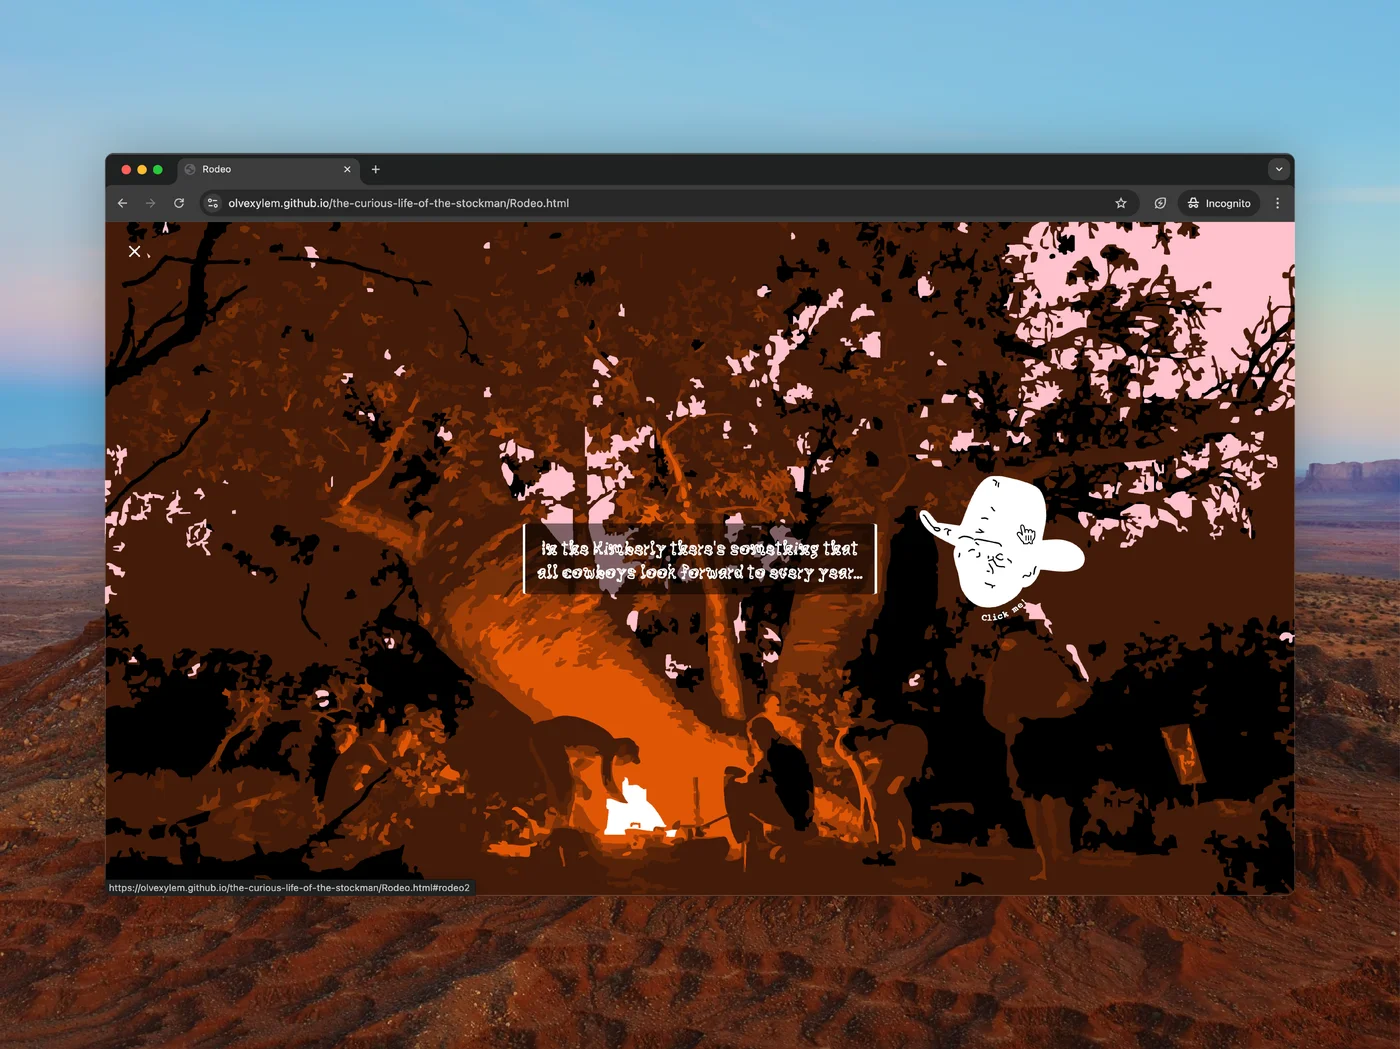 Rodeo
olvexylem.github.io/the-curious-life-of-the-stockman/Rodeo.html
Incognito
In the Kimberly there's something that
all cowboys look forward to every year...
Click me!
https://olvexylem.github.io/the-curious-life-of-the-stockman/Rodeo.html#rodeo2